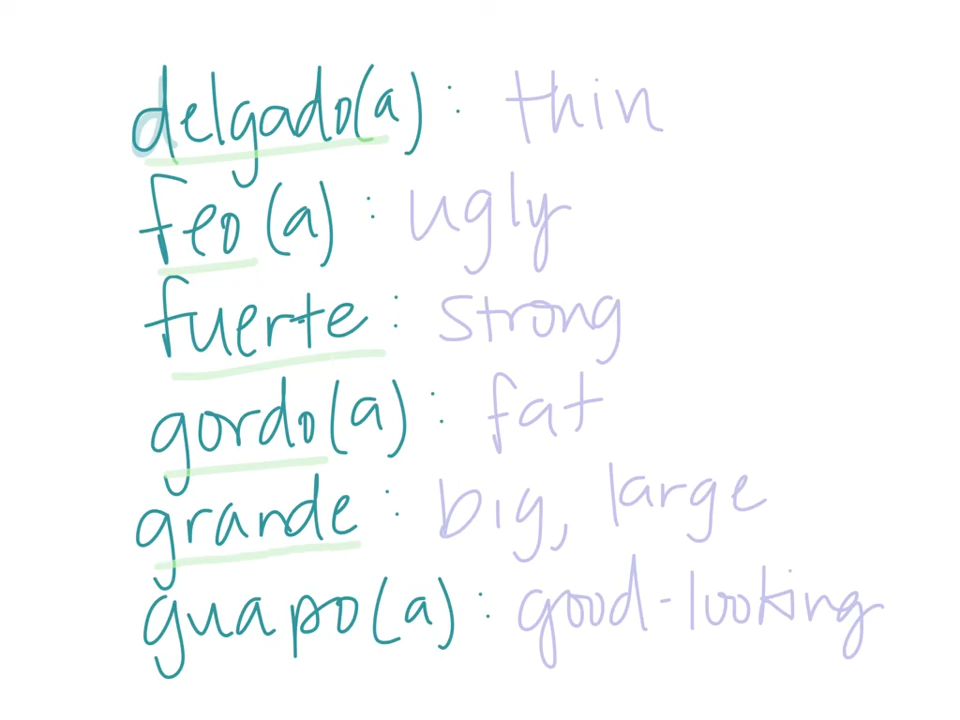 delgado(a): thin
feo(a): ugly
fuerte: strong
gordo(a): fat
grande: big, large
guapo(a): good-looking